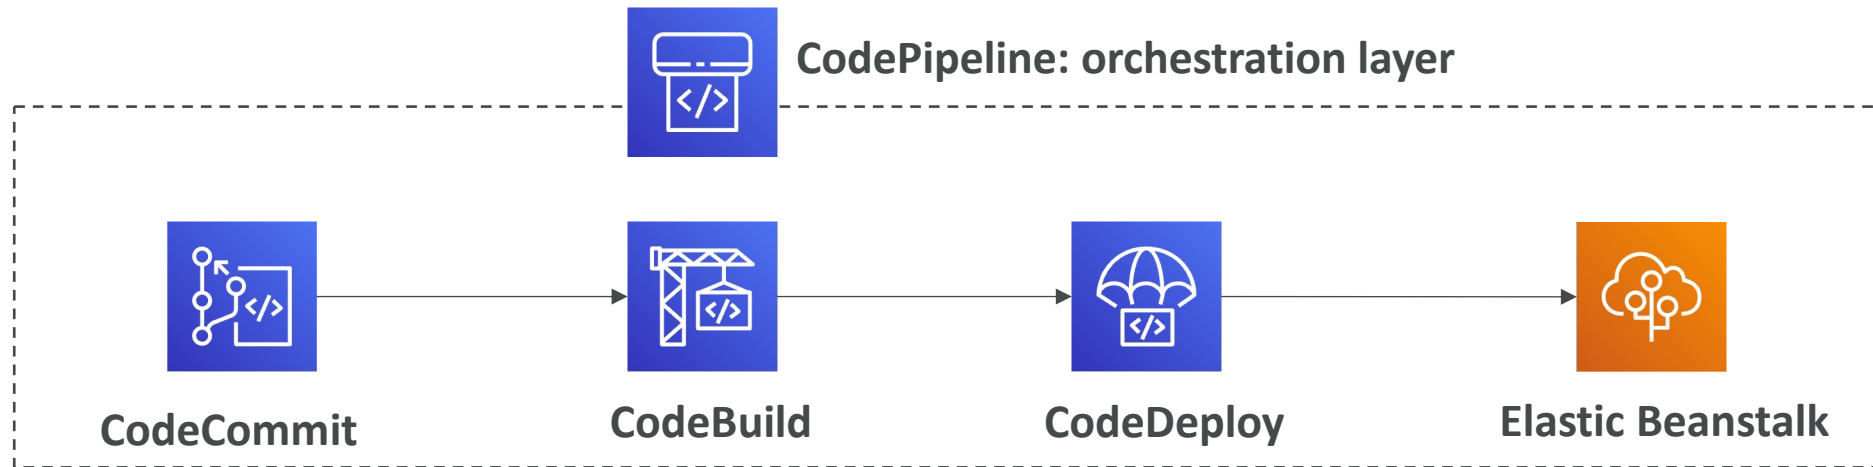 CodePipeline: orchestration layer
</>
</>
</>
</>
CodeCommit
CodeBuild
CodeDeploy
Elastic Beanstalk